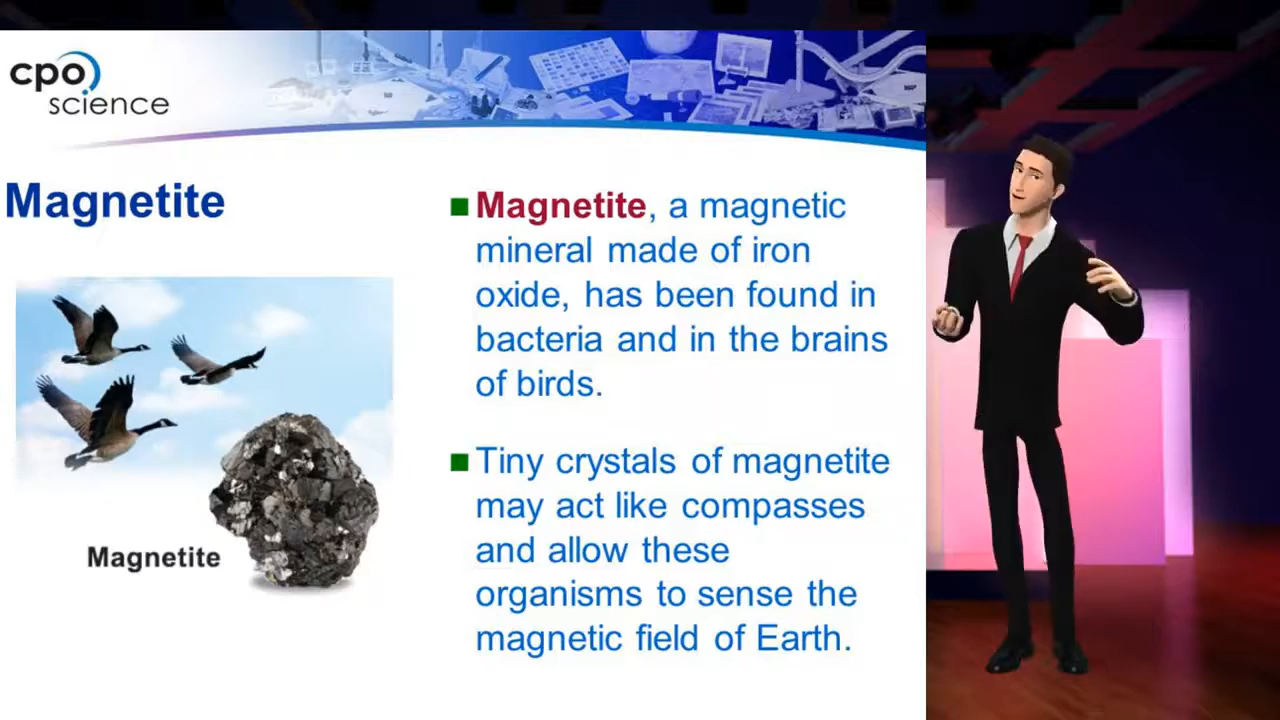 cpo
science
Magnetite
Magnetite
Magnetite, a magnetic
mineral made of iron
oxide, has been found in
bacteria and in the brains
of birds.
Tiny crystals of magnetite
may act like compasses
and allow these
organisms to sense the
magnetic field of Earth.